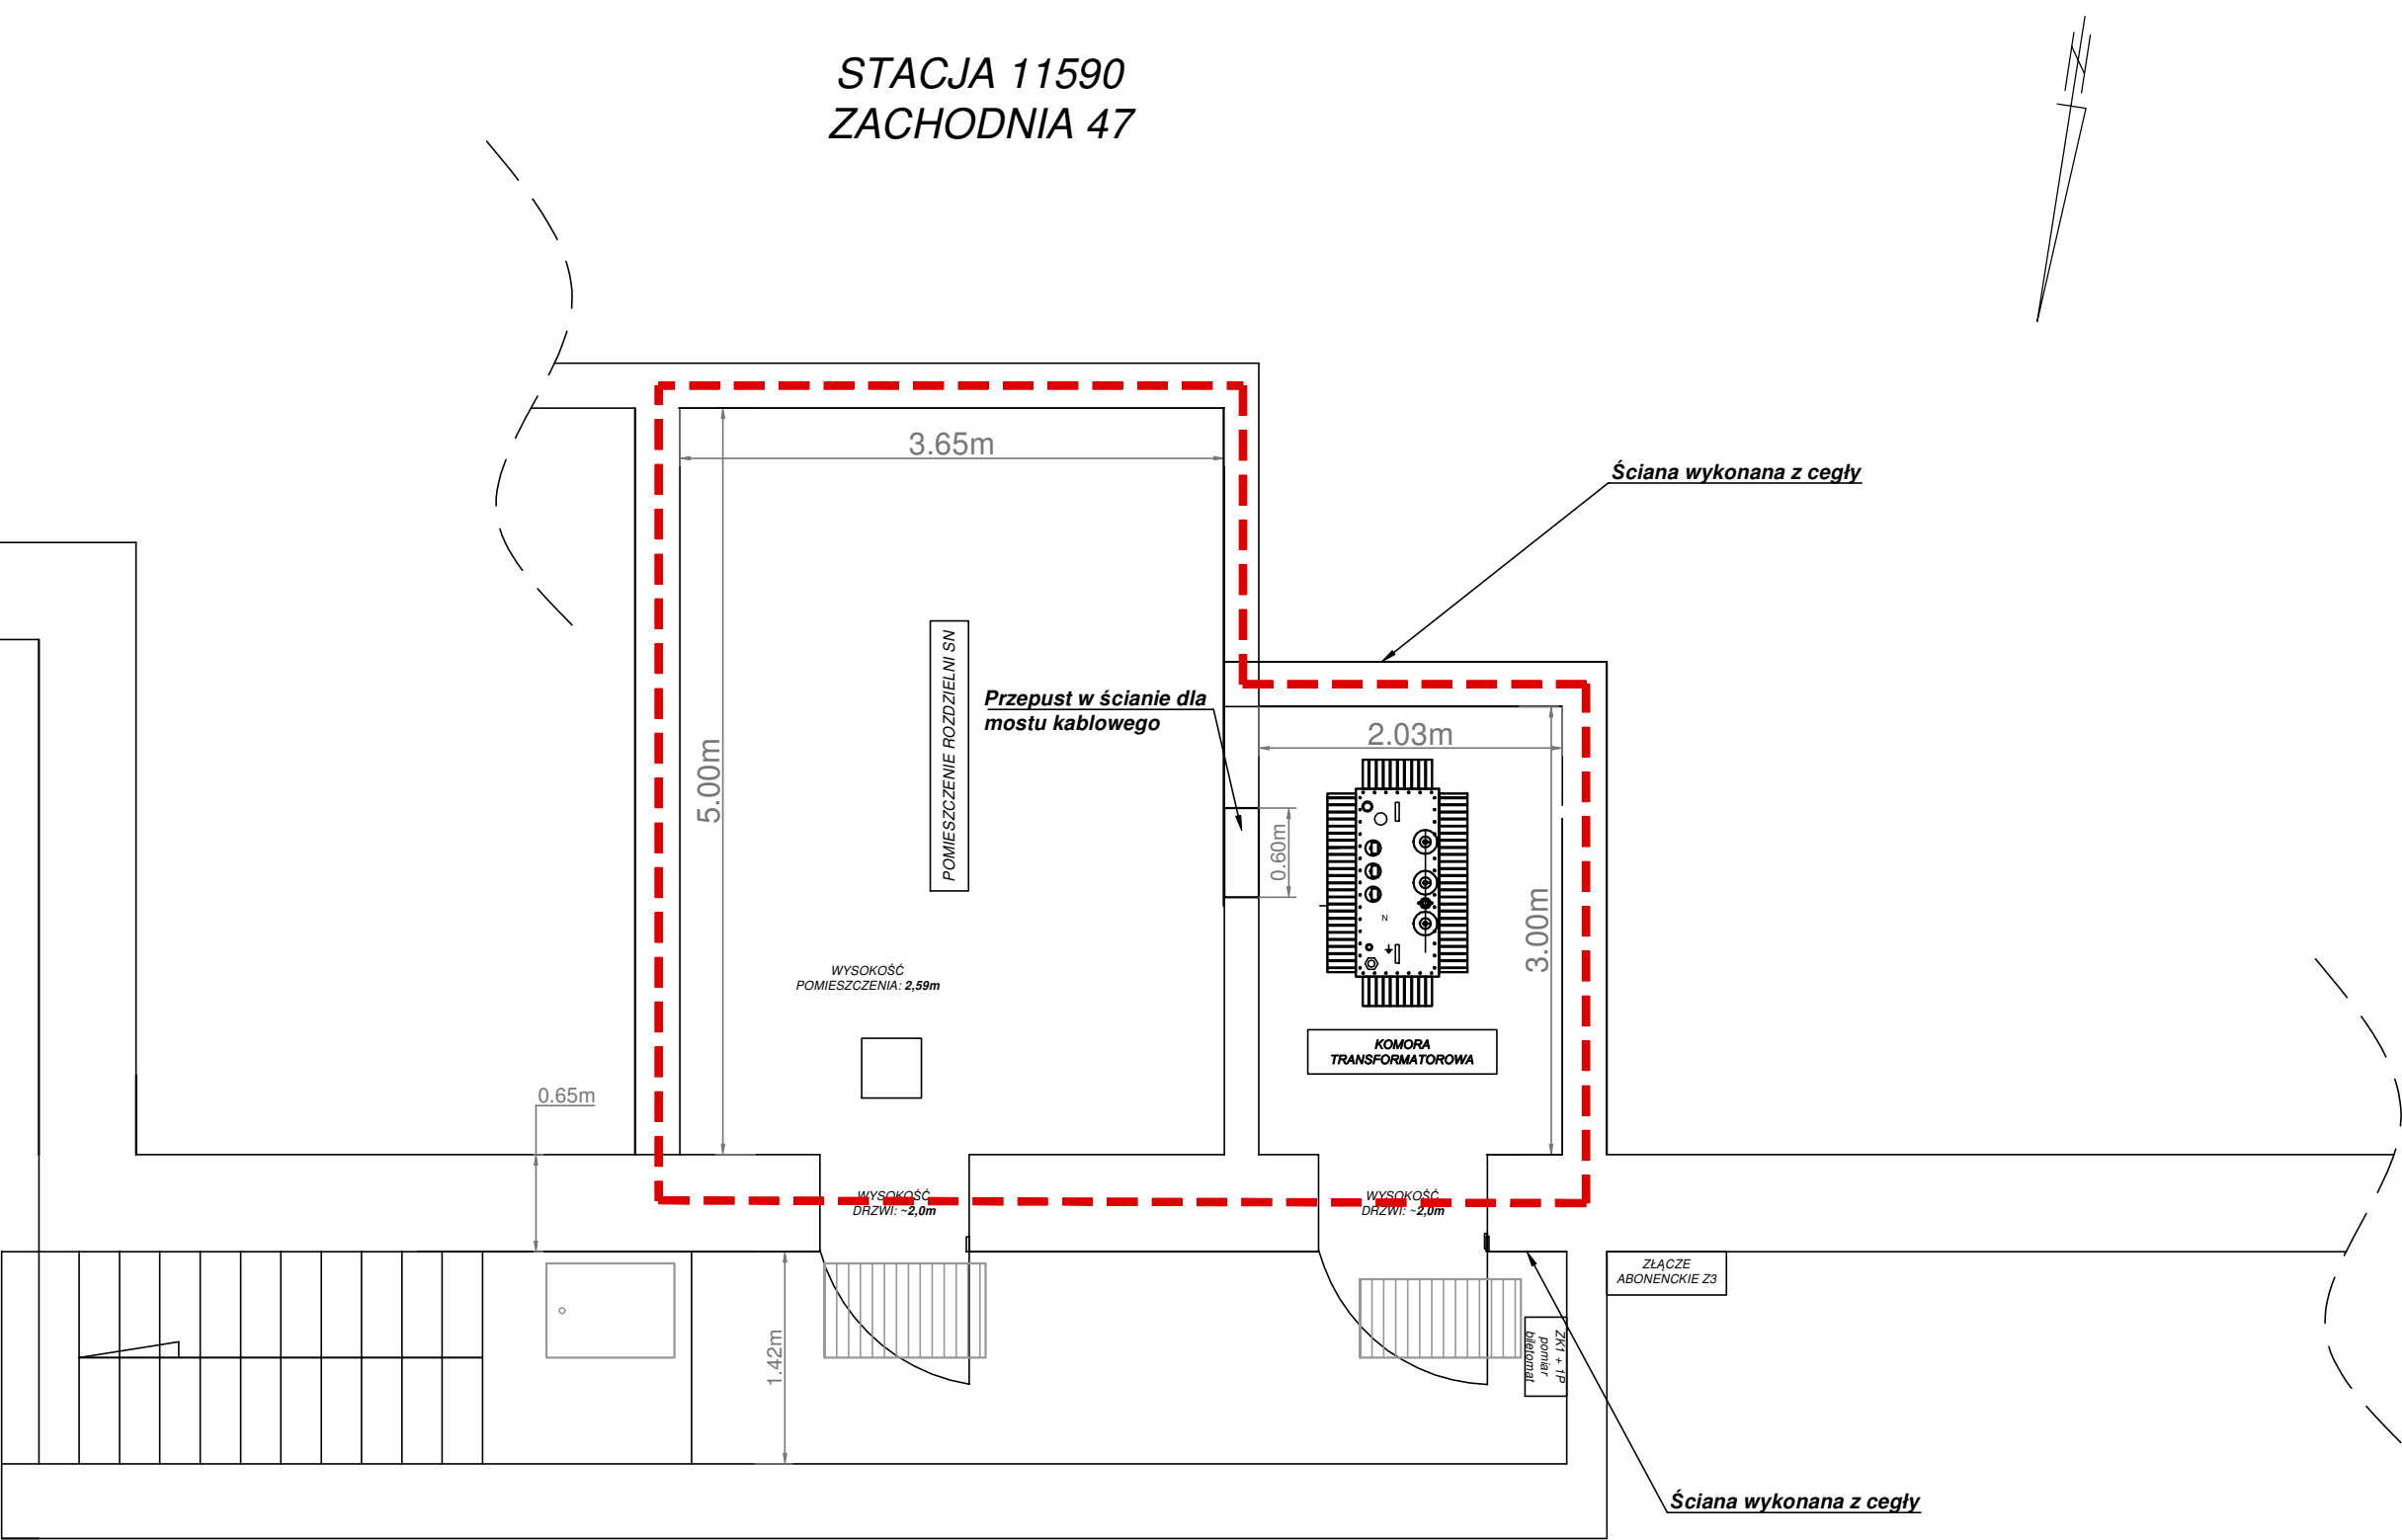 STACJA 11590
ZACHODNIA 47
3.65m
Ściana wykonana z cegły
POMIESZCZENIE ROZDZIELNI SN
Przepust w ścianie dla
mostu kablowego
2.03m
5.00m
0.60m
N
3.00m
WYSOKOŚĆ
POMIESZCZENIA: 2,59m
KOMORA
TRANSFORMATOROWA
0.65m
WYSOKOŚĆ
DRZWI: ~2,0m
WYSOKOŚĆ
DRZWI: ~2,0m
ZŁĄCZE
ABONENCKIE Z3
1.42m
ZK1 + 1P
pomiar
biletomat
Ściana wykonana z cegły